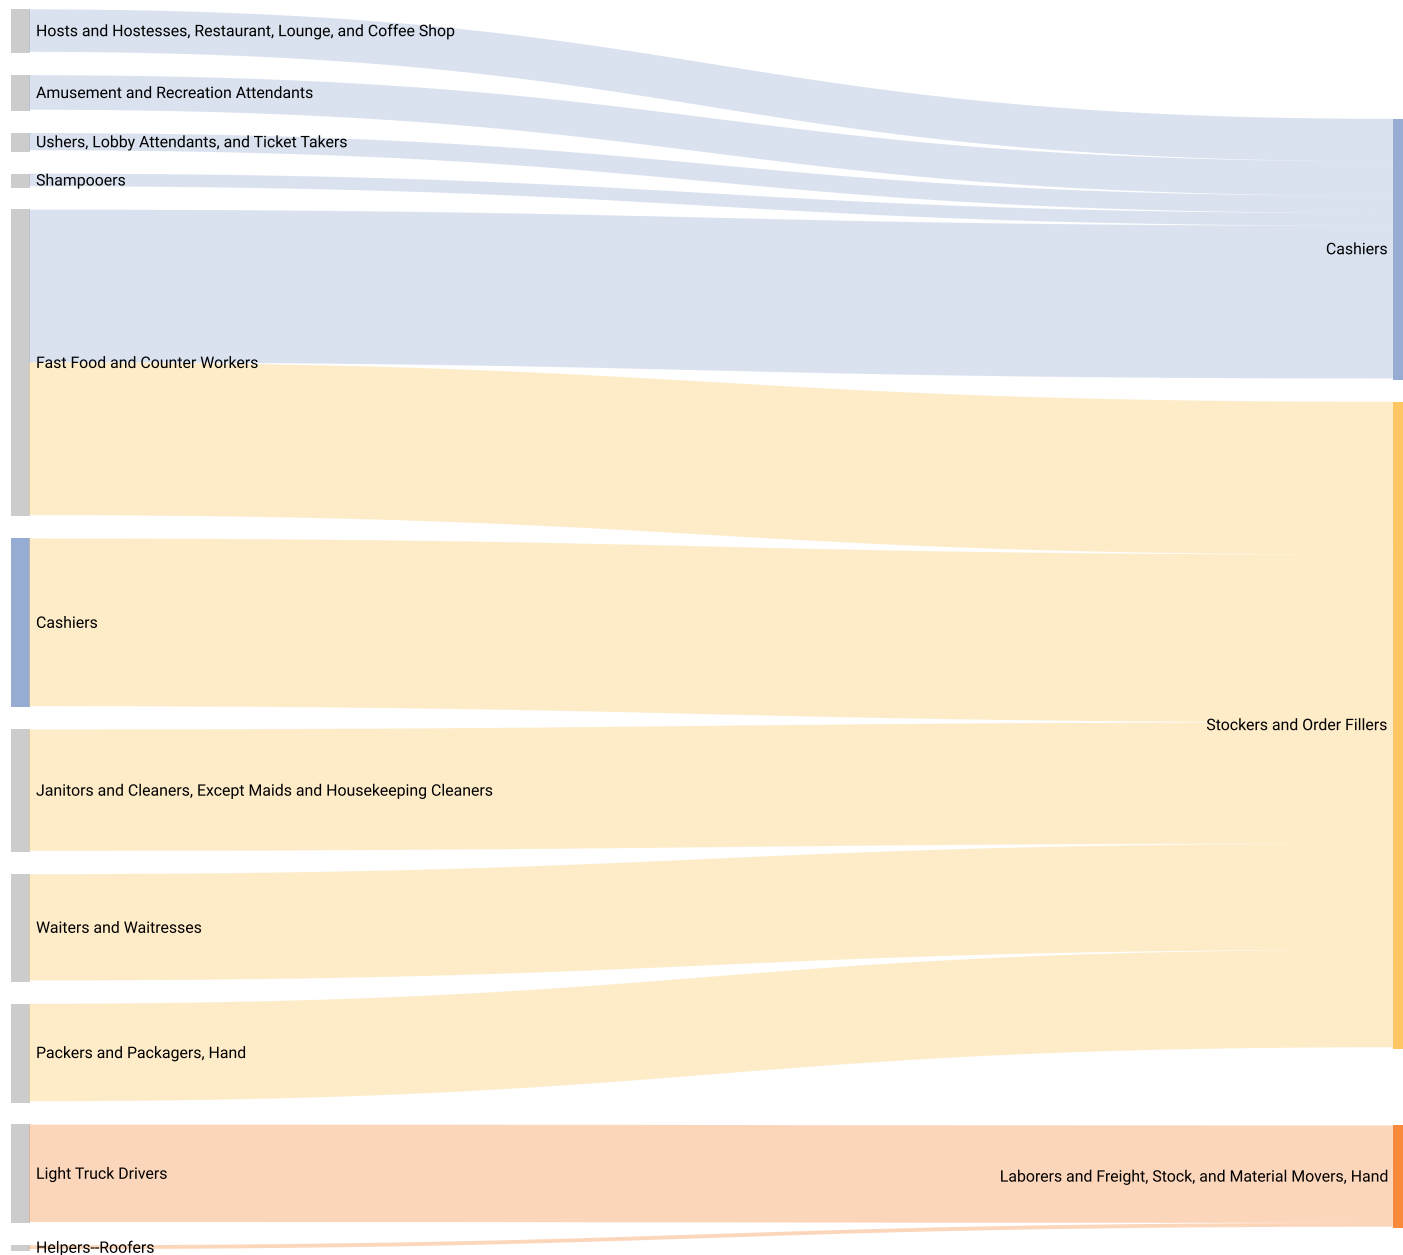 Hosts and Hostesses, Restaurant, Lounge, and Coffee Shop
Amusement and Recreation Attendants
Ushers, Lobby Attendants, and Ticket Takers
Shampooers
Cashiers
Fast Food and Counter Workers
Cashiers
Stockers and Order Fillers
Janitors and Cleaners, Except Maids and Housekeeping Cleaners
Waiters and Waitresses
Packers and Packagers, Hand
Light Truck Drivers
Laborers and Freight, Stock, and Material Movers, Hand
Helpers--Roofers